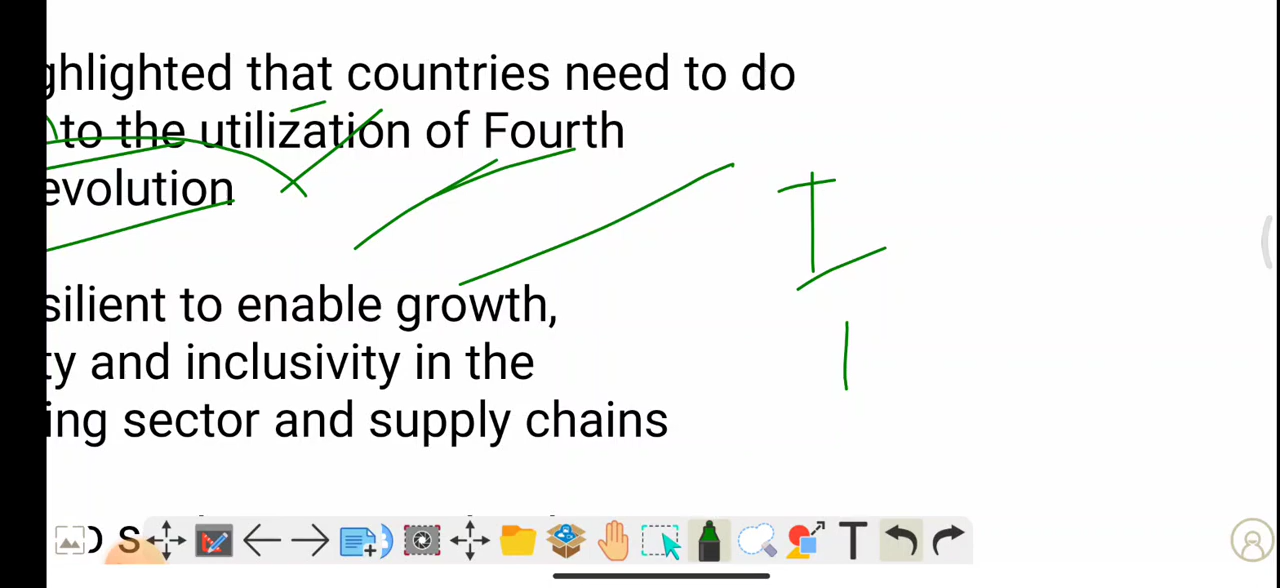 ghlighted that countries need to do
to the utilization of Fourth
evolution
I
silient to enable growth,
ty and inclusivity in the
ing sector and supply chains
T